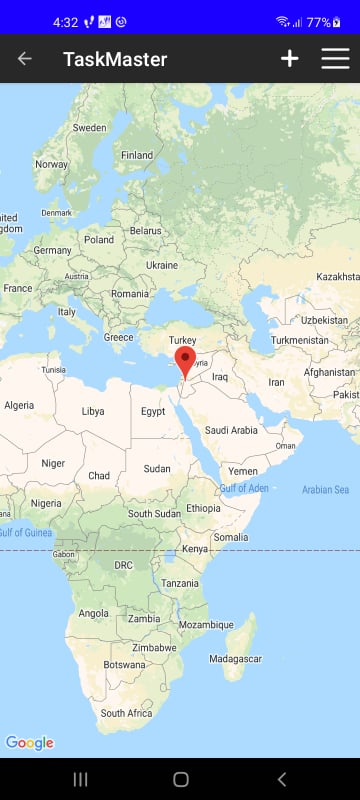 4:32
77%
TaskMaster
Sweden
Finland
Norway
Denmark
ited
gdom
Belarus
Poland
Germany
Ukraine
Austria
France
Kazakhsta
Romania
Italy
Uzbekistan
Greece
Turkey
Turkmenistan
Tunisia
yria
Afghanistan
Iraq
Iran
Pakist
Algeria
Libya
Egypt
Saudi Arabia
Oman
Niger
Chad
Sudan
Yemen
Gulf of Aden
Arabian Sea
Nigeria
ana
South Sudan
Ethiopia
Gulf of Guinea
Somalia
Kenya
Gabon
DRC
Tanzania
Angola
Zambia
Mozambique
Zimbabwe
Madagascar
Botswana
South Africa
Google